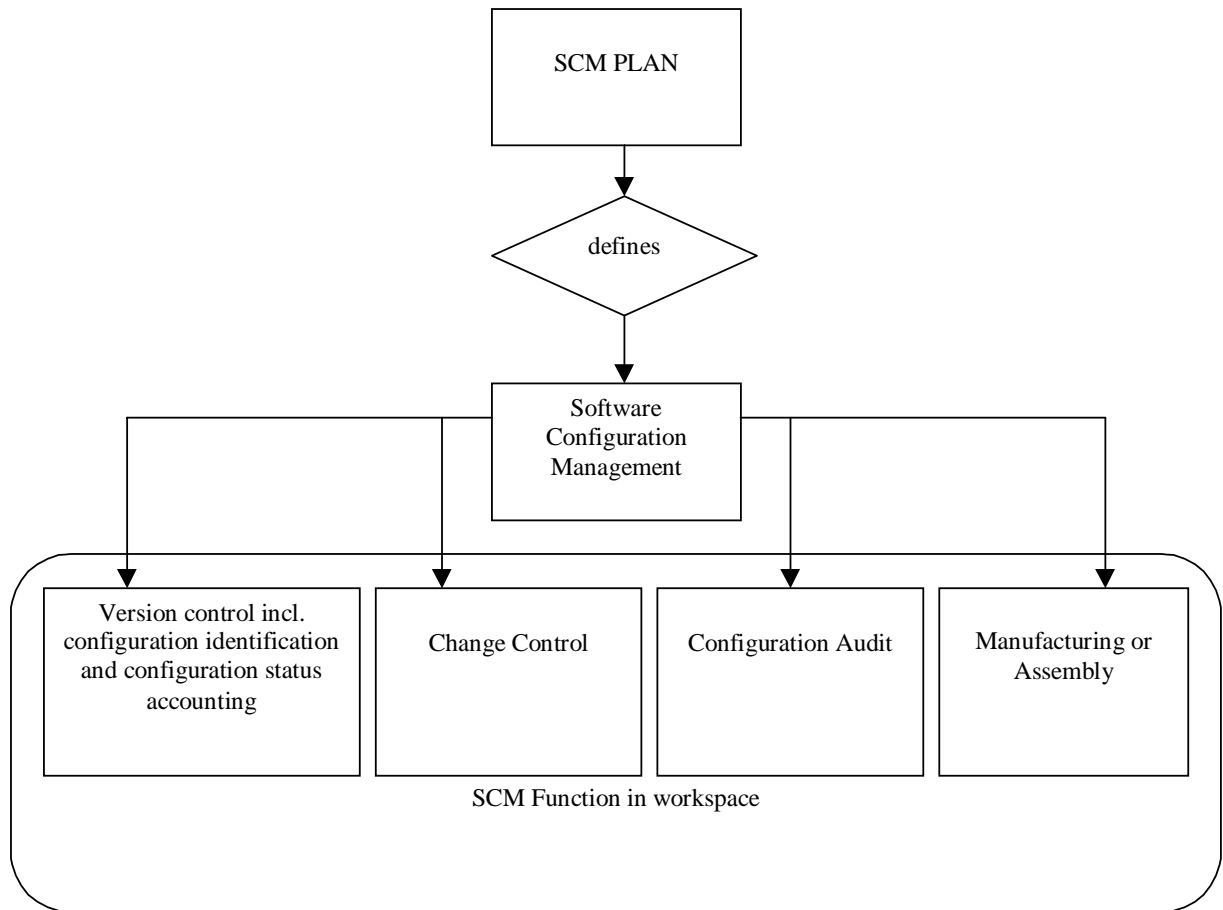 SCM PLAN
defines
Software
Configuration
Management
Version control incl.
configuration identification
and configuration status
accounting
Change Control
Configuration Audit
Manufacturing or
Assembly
SCM Function in workspace